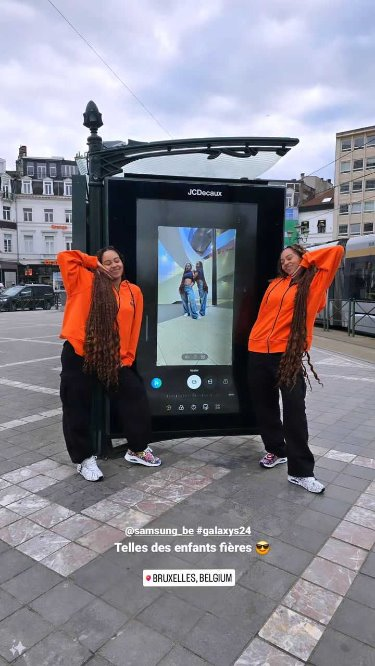 JCDecaux
@samsung_be #galaxys24
Telles des enfants fières 😎
BRUXELLES, BELGIUM